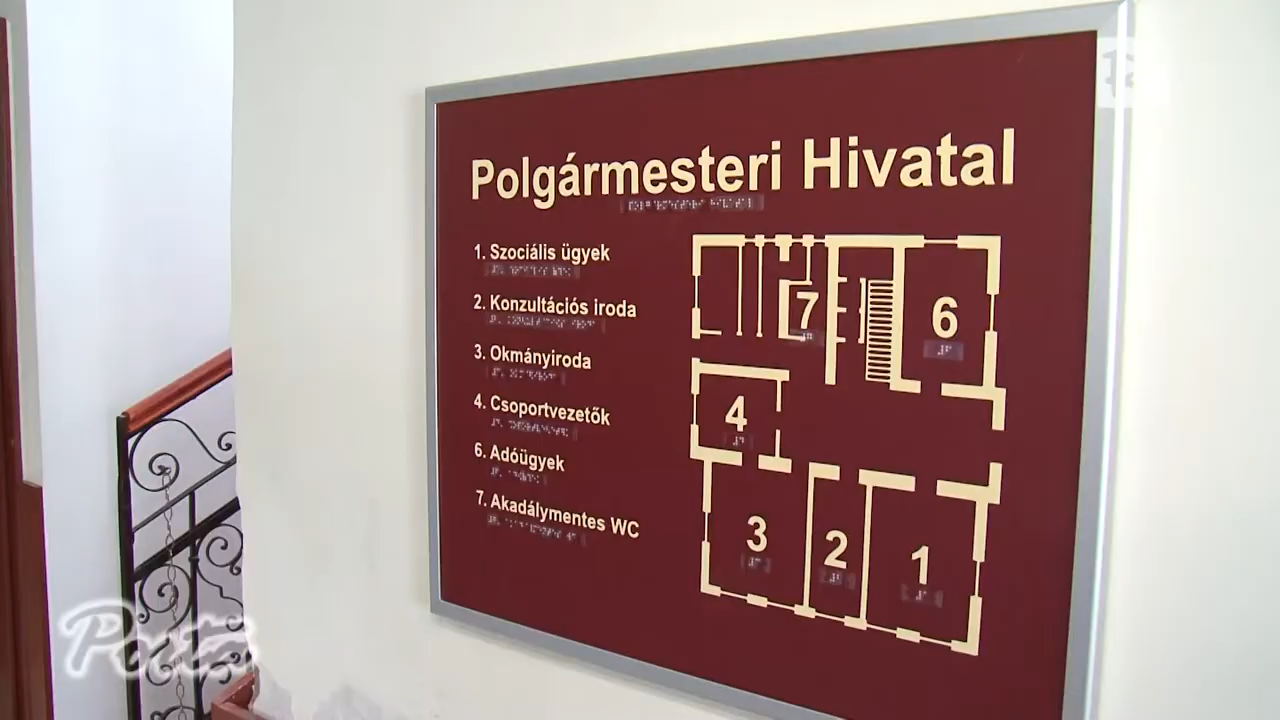 Polgármesteri Hivatal
1. Szociális ügyek
2. Konzultációs iroda
3. Okmányiroda
4. Csoportvezetők
6. Adóügyek
7. Akadálymentes WC
7
6
4
3
2
1